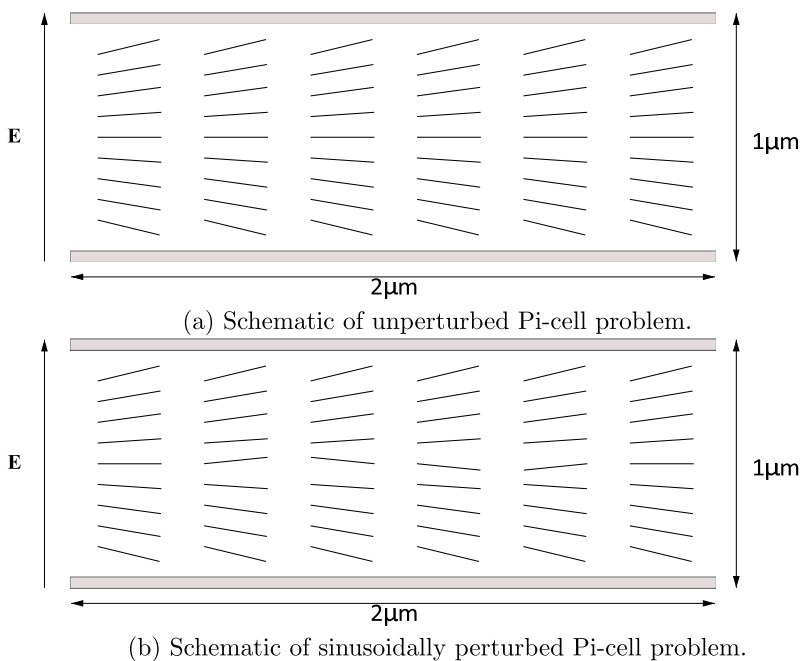 E
1μm
2μm
(a) Schematic of unperturbed Pi-cell problem.
E
1μm
2μm
(b) Schematic of sinusoidally perturbed Pi-cell problem.